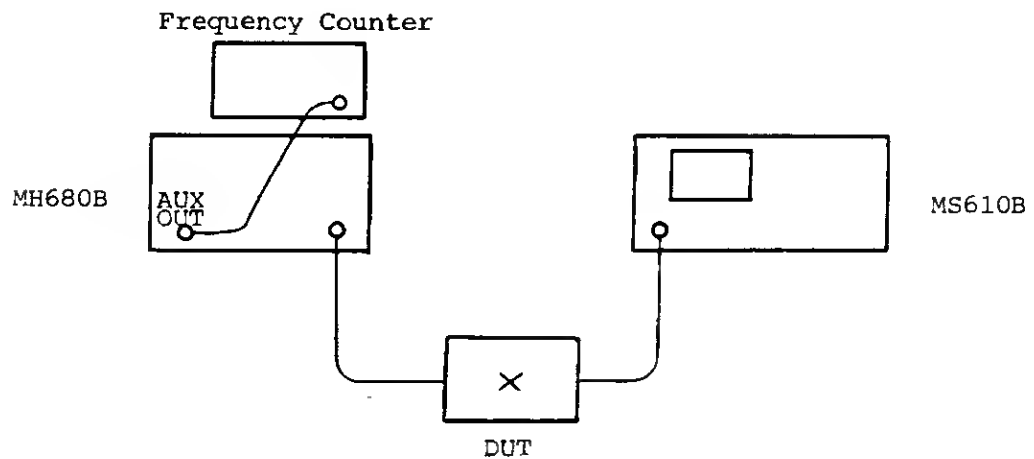 Frequency Counter
MH680B
AUX
OUT
MS610B
X
DUT